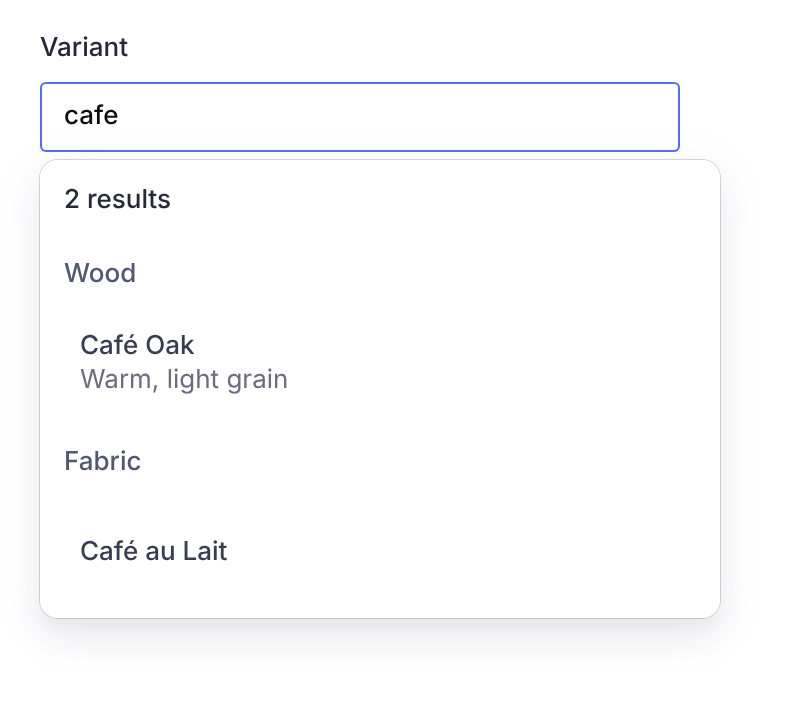 Variant
cafe
2 results
Wood
Café Oak
Warm, light grain
Fabric
Café au Lait